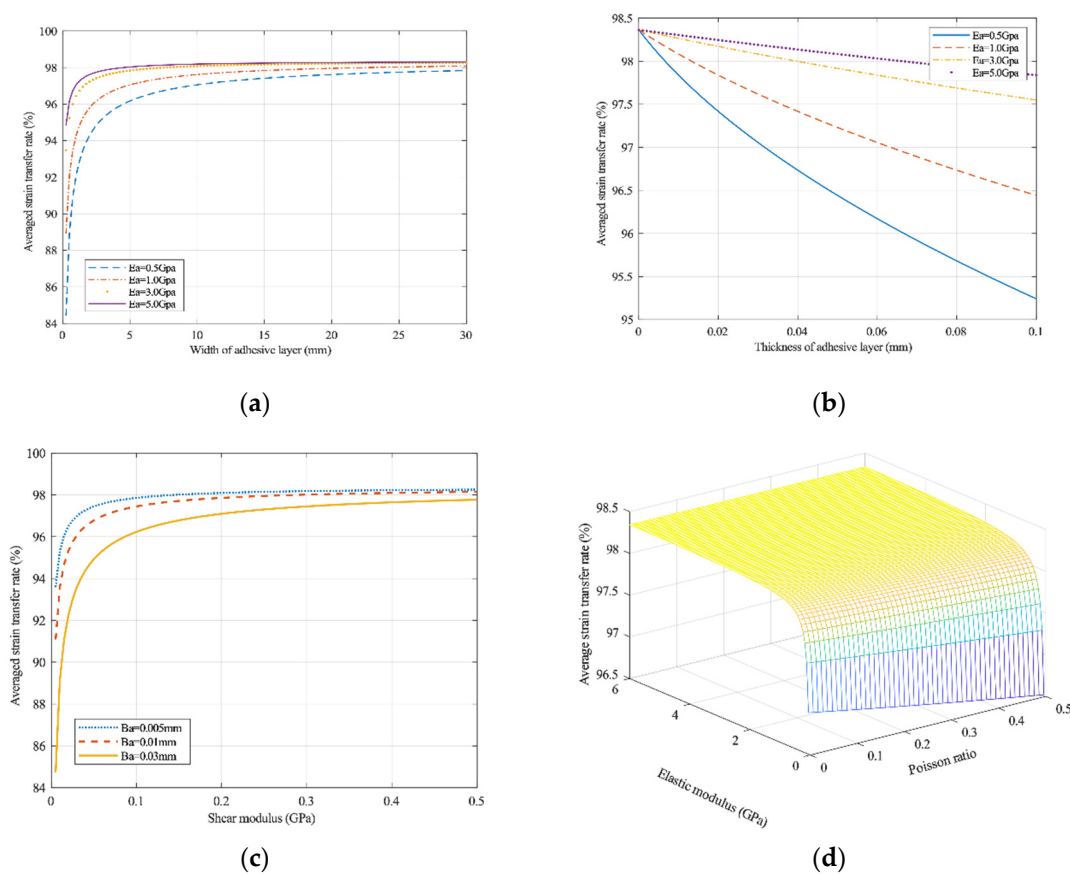 100
98
96
94
92
90
88
86
84
Averaged strain transfer rate (%)
Ea=0.5Gpa
Ea=1.0Gpa
Ea=3.0Gpa
Ea=5.0Gpa
0 5 10 15 20 25 30
Width of adhesive layer (mm)
(a)
98.5
98
97.5
97
96.5
96
95.5
95
Averaged strain transfer rate (%)
Ea=0.5Gpa
Ea=1.0Gpa
Ea=3.0Gpa
Ea=5.0Gpa
0 0.02 0.04 0.06 0.08 0.1
Thickness of adhesive layer (mm)
(b)
100
98
96
94
92
90
88
86
84
Averaged strain transfer rate (%)
Ba=0.005mm
Ba=0.01mm
Ba=0.03mm
0 0.1 0.2 0.3 0.4 0.5
Shear modulus (GPa)
(c)
98.5
98
97.5
97
96.5
Average strain transfer rate (%)
6
4
2
0
Elastic modulus (GPa)
0 0.1 0.2 0.3 0.4 0.5
Poisson ratio
(d)